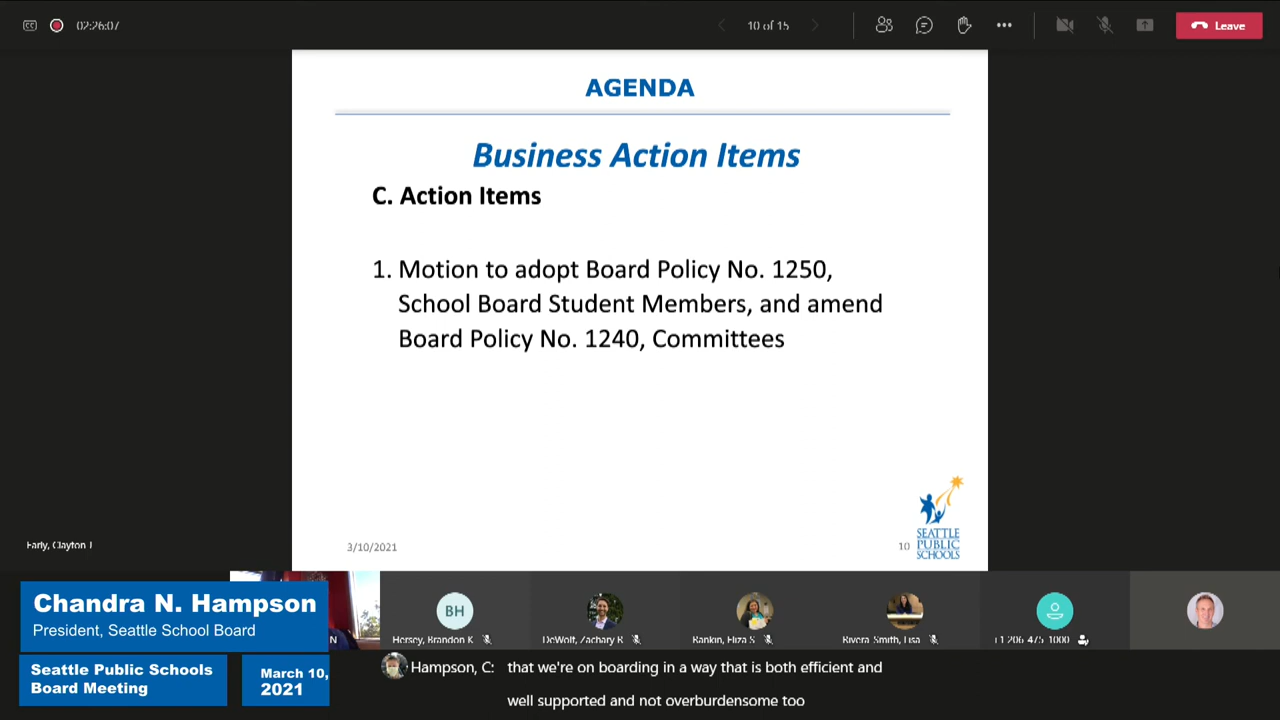 02:26:07
10 of 15
Leave
AGENDA
Business Action Items
C. Action Items
1. Motion to adopt Board Policy No. 1250,
School Board Student Members, and amend
Board Policy No. 1240, Committees
3/10/2021
10
SEATTLE
PUBLIC
SCHOOLS
Early, Clayton T
Chandra N. Hampson
President, Seattle School Board
N
BH
Hersey, Brandon K
DeWolf, Zachary R
Rankin, Eliza S
Rivera-Smith, Lisa
+1 206-475-1000
Seattle Public Schools
Board Meeting
March 10,
2021
Hampson, C: that we're on boarding in a way that is both efficient and
well supported and not overburdensome too